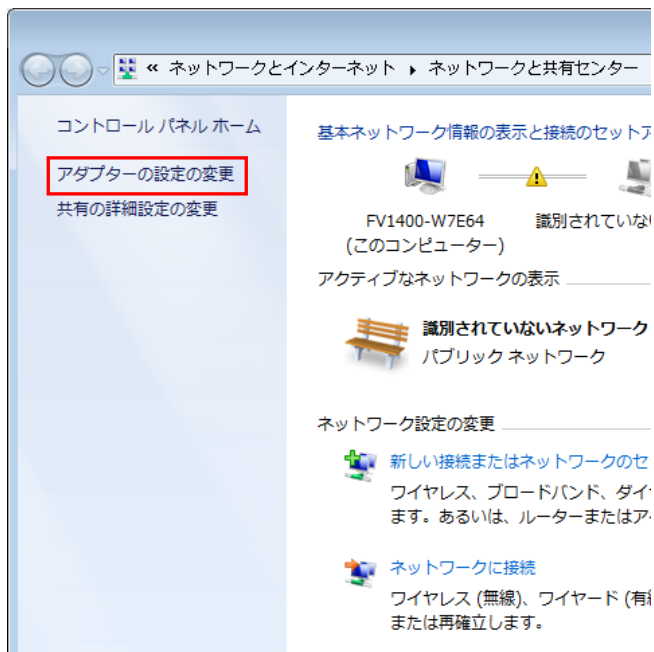 « ネットワークとインターネット ▸ ネットワークと共有センター
コントロール パネル ホーム
アダプターの設定の変更
共有の詳細設定の変更
基本ネットワーク情報の表示と接続のセット
FV1400-W7E64
(このコンピューター)
識別されていな
アクティブなネットワークの表示
識別されていないネットワーク
パブリック ネットワーク
ネットワーク設定の変更
新しい接続またはネットワークのセ
ワイヤレス、ブロードバンド、ダイ
ます。あるいは、ルーターまたはア
ネットワークに接続
ワイヤレス (無線)、ワイヤード (有
または再確立します。